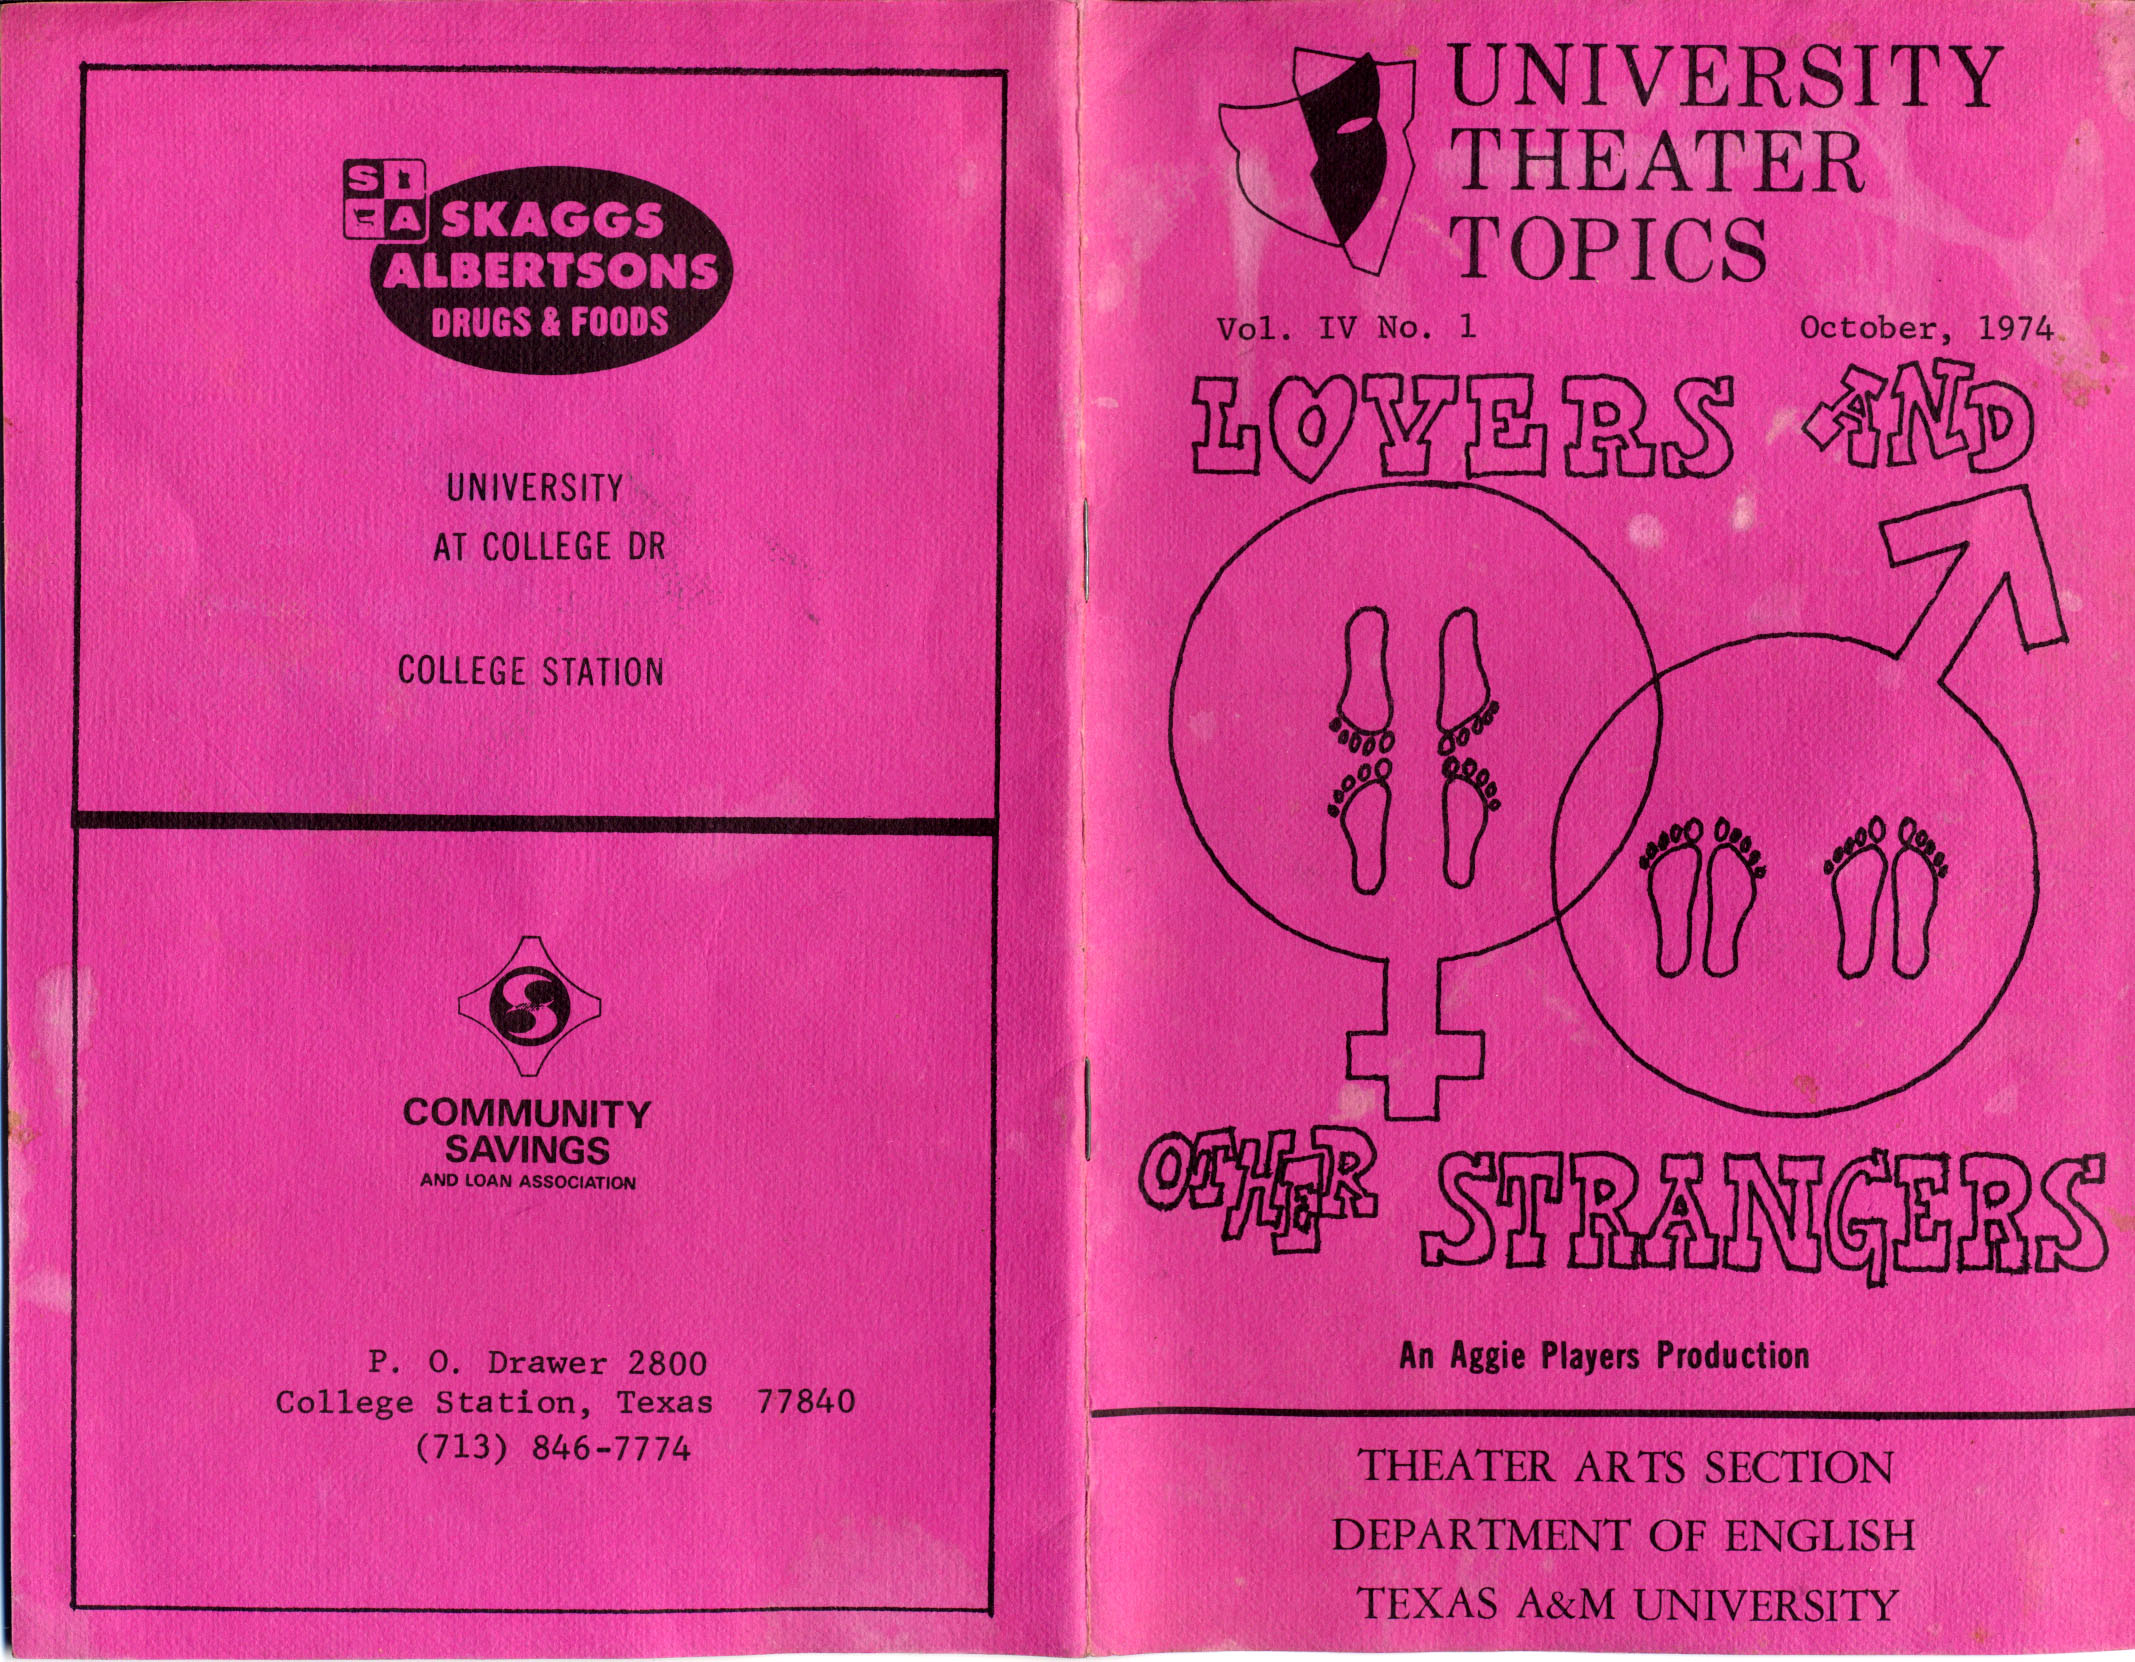 SKAGGS
ALBERTSONS
DRUGS & FOODS
UNIVERSITY
AT COLLEGE DR
COLLEGE STATION
COMMUNITY
SAVINGS
AND LOAN ASSOCIATION
P. O. Drawer 2800
College Station, Texas 77840
(713) 846-7774
UNIVERSITY
THEATER
TOPICS
Vol. IV No. 1 October, 1974
LOVERS AND
OTHER STRANGERS
An Aggie Players Production
THEATER ARTS SECTION
DEPARTMENT OF ENGLISH
TEXAS A&M UNIVERSITY